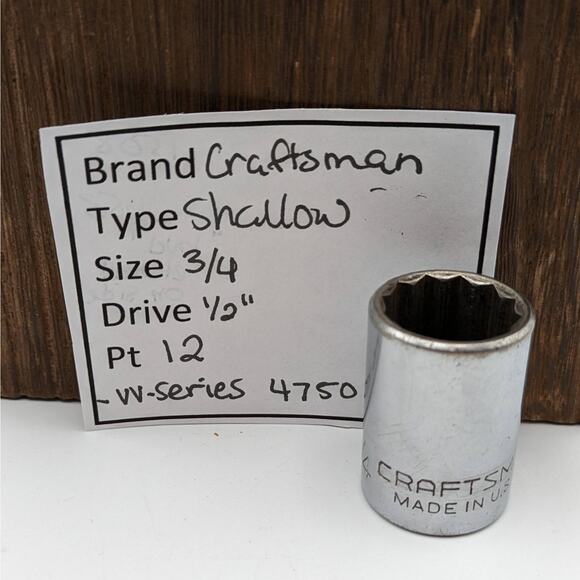 Brand Craftsman
Type Shallow
Size 3/4
Drive 1/2"
Pt 12
- VV-series 4750
CRAFTSM
MADE IN U.S